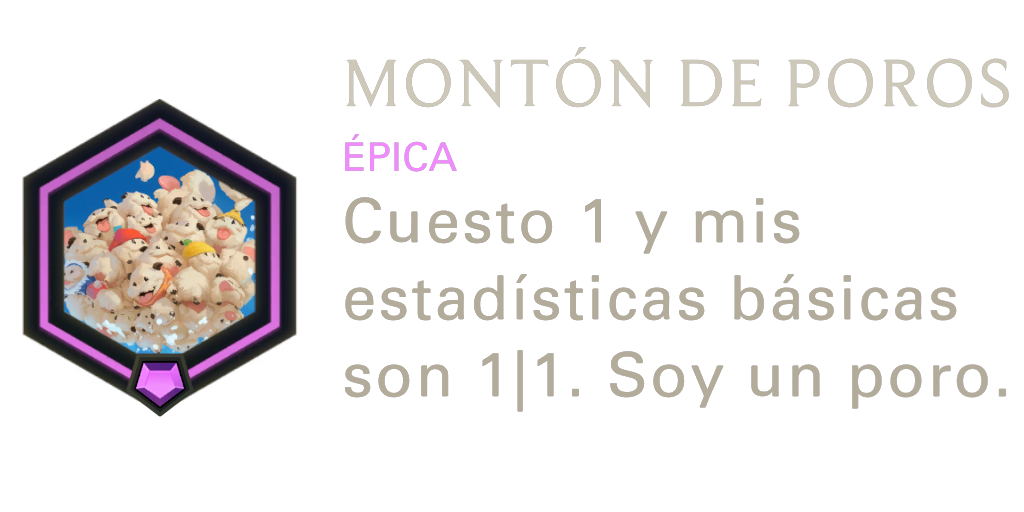 MONTÓN DE POROS
ÉPICA
Cuesto 1 y mis
estadísticas básicas
son 1|1. Soy un poro.